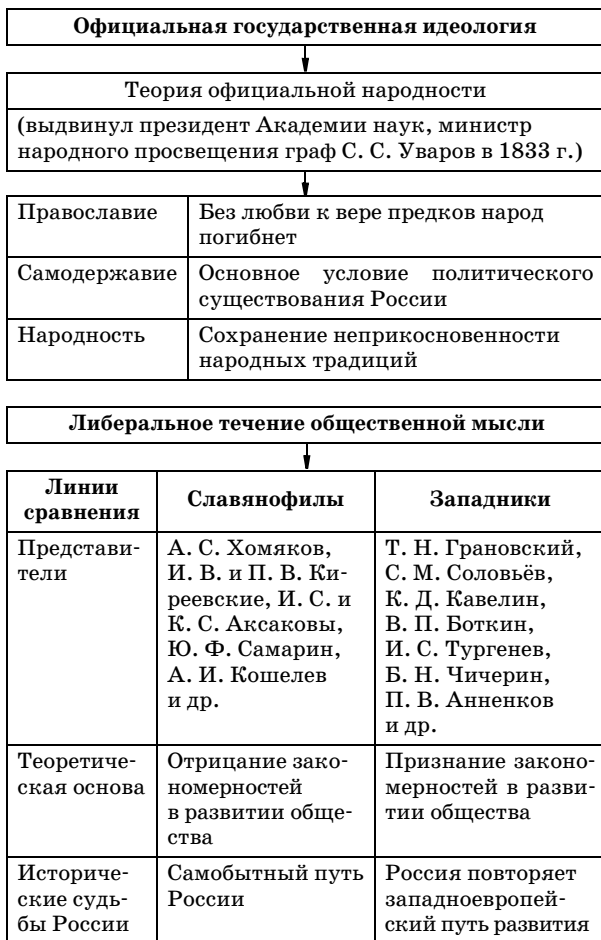 Официальная государственная идеология
Теория официальной народности
(выдвинул президент Академии наук, министр
народного просвещения граф С. С. Уваров в 1833 г.)
Православие
Без любви к вере предков народ
погибнет
Самодержавие
Основное условие политического
существования России
Народность
Сохранение неприкосновенности
народных традиций
Либеральное течение общественной мысли
Линии
сравнения
Славянофилы
Западники
Представи-
тели
А. С. Хомяков,
И. В. и П. В. Ки-
реевские, И. С. и
К. С. Аксаковы,
Ю. Ф. Самарин,
А. И. Кошелев
и др.
Т. Н. Грановский,
С. М. Соловьёв,
К. Д. Кавелин,
В. П. Боткин,
И. С. Тургенев,
Б. Н. Чичерин,
П. В. Анненков
и др.
Теоретиче-
ская основа
Отрицание зако-
номерностей
в развитии обще-
ства
Признание законо-
мерностей в разви-
тии общества
Историче-
ские судь-
бы России
Самобытный путь
России
Россия повторяет
западноевропей-
ский путь развития